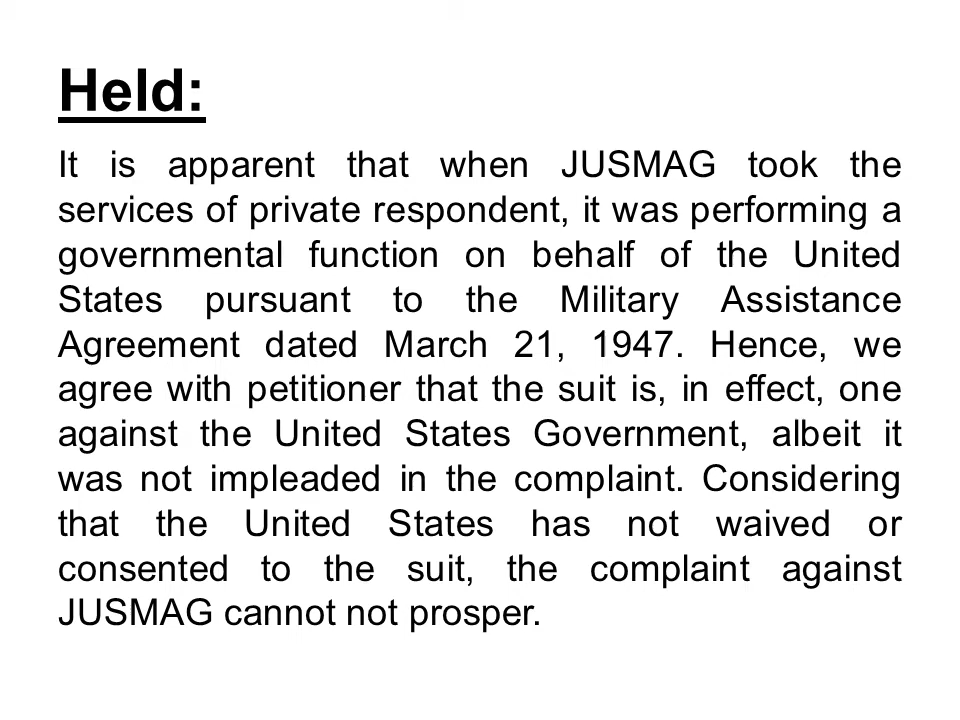 Held:
It is apparent that when JUSMAG took the
services of private respondent, it was performing a
governmental function on behalf of the United
States pursuant to the Military Assistance
Agreement dated March 21, 1947. Hence, we
agree with petitioner that the suit is, in effect, one
against the United States Government, albeit it
was not impleaded in the complaint. Considering
that the United States has not waived or
consented to the suit, the complaint against
JUSMAG cannot not prosper.